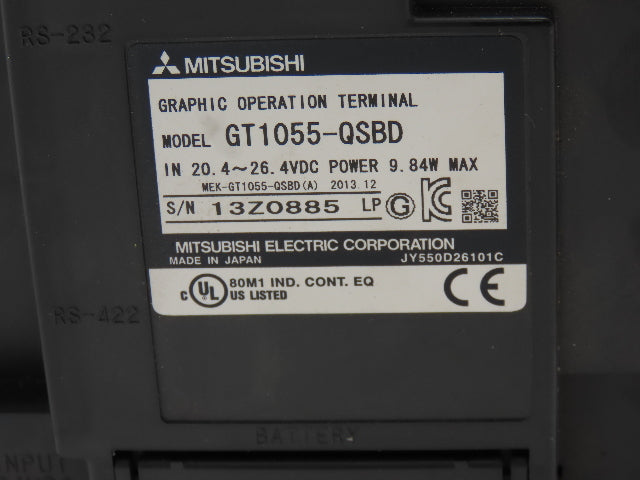 RS-232
MITSUBISHI
GRAPHIC OPERATION TERMINAL
MODEL GT1055-QSBD
IN 20.4~26.4VDC POWER 9.84W MAX
MEK-GT1055-QSBD(A) 2013.12
S/N 13Z0885 LP G
MITSUBISHI ELECTRIC CORPORATION
MADE IN JAPAN JY550D26101C
c UL 80M1 IND. CONT. EQ
US LISTED
CE
RS-422
BATTERY
INPUT